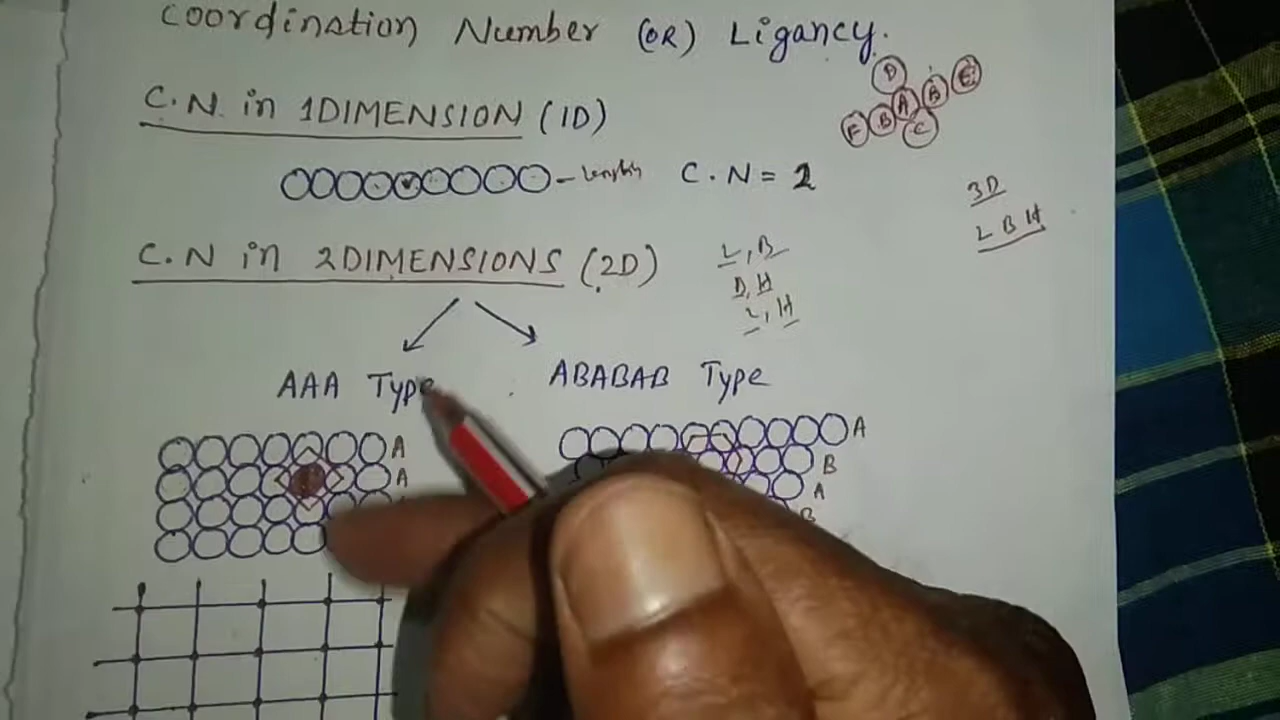 Coordination Number (OR) Ligancy.
D
A B E
F B C
C.N. in 1DIMENSION (1D)
C.N = 2
3D
L B H
C.N in 2DIMENSIONS (2D)
L, B
D, H
L, H
AAA Type
ABABAB Type
A
A
A
B
A
B